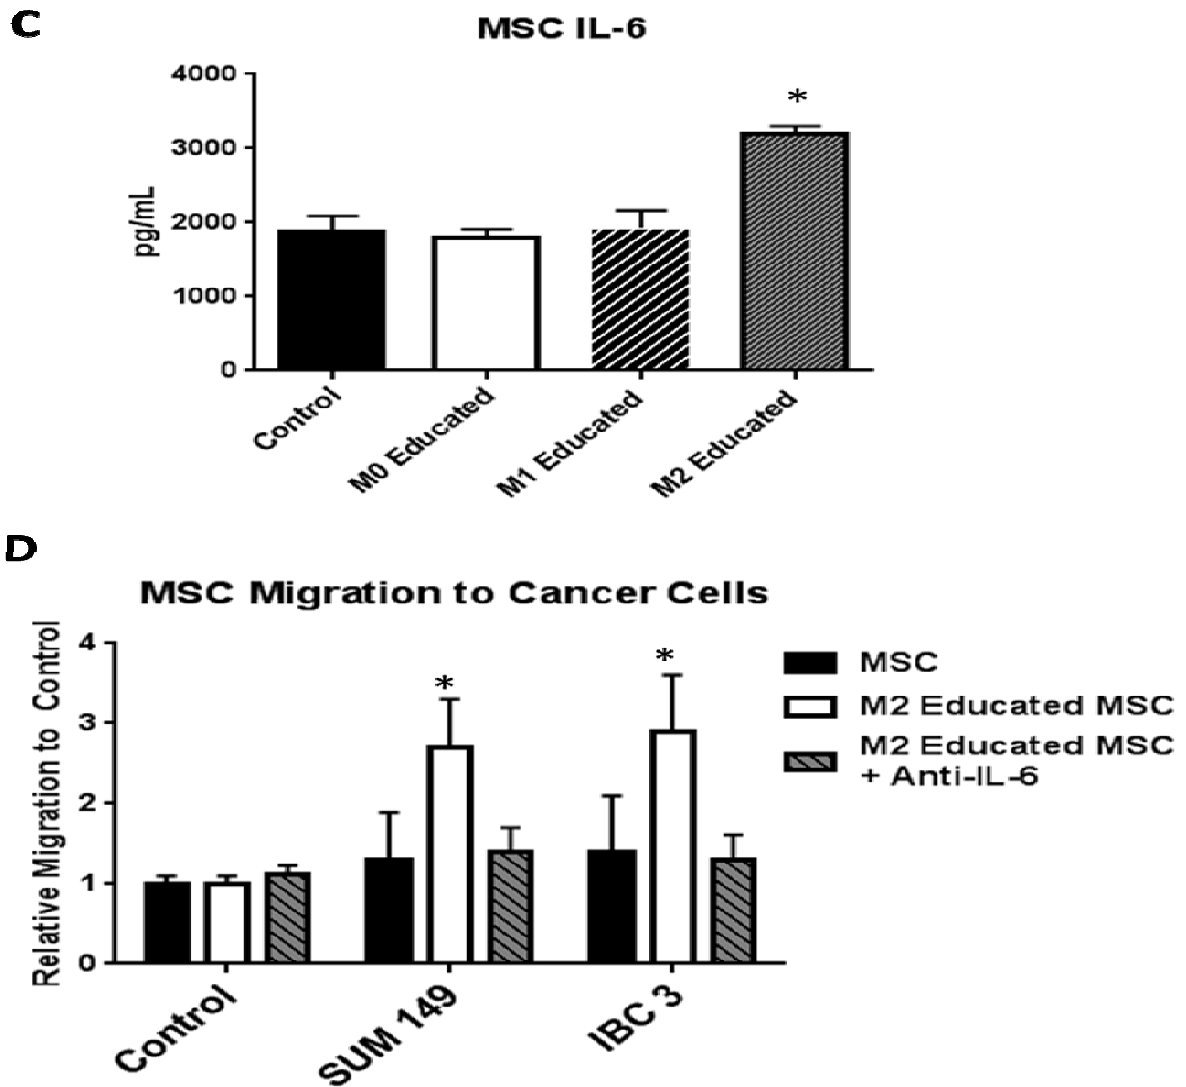 C
MSC IL-6
4000
3000
2000
1000
0
pg/mL
*
Control
M0 Educated
M1 Educated
M2 Educated
D
MSC Migration to Cancer Cells
4
3
2
1
0
Relative Migration to Control
*
*
MSC
M2 Educated MSC
M2 Educated MSC
+ Anti-IL-6
Control
SUM 149
IBC 3